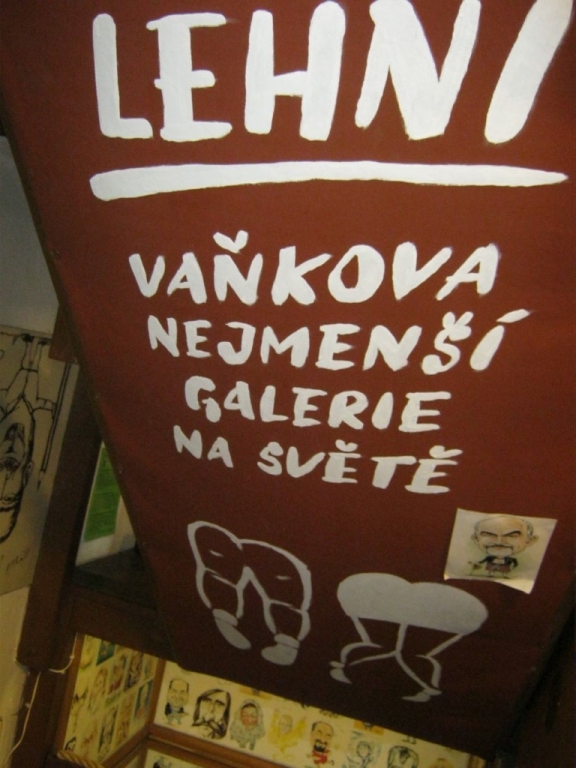 LEHNI
VAŇKOVA
NEJMENŠÍ
GALERIE
NA SVĚTĚ